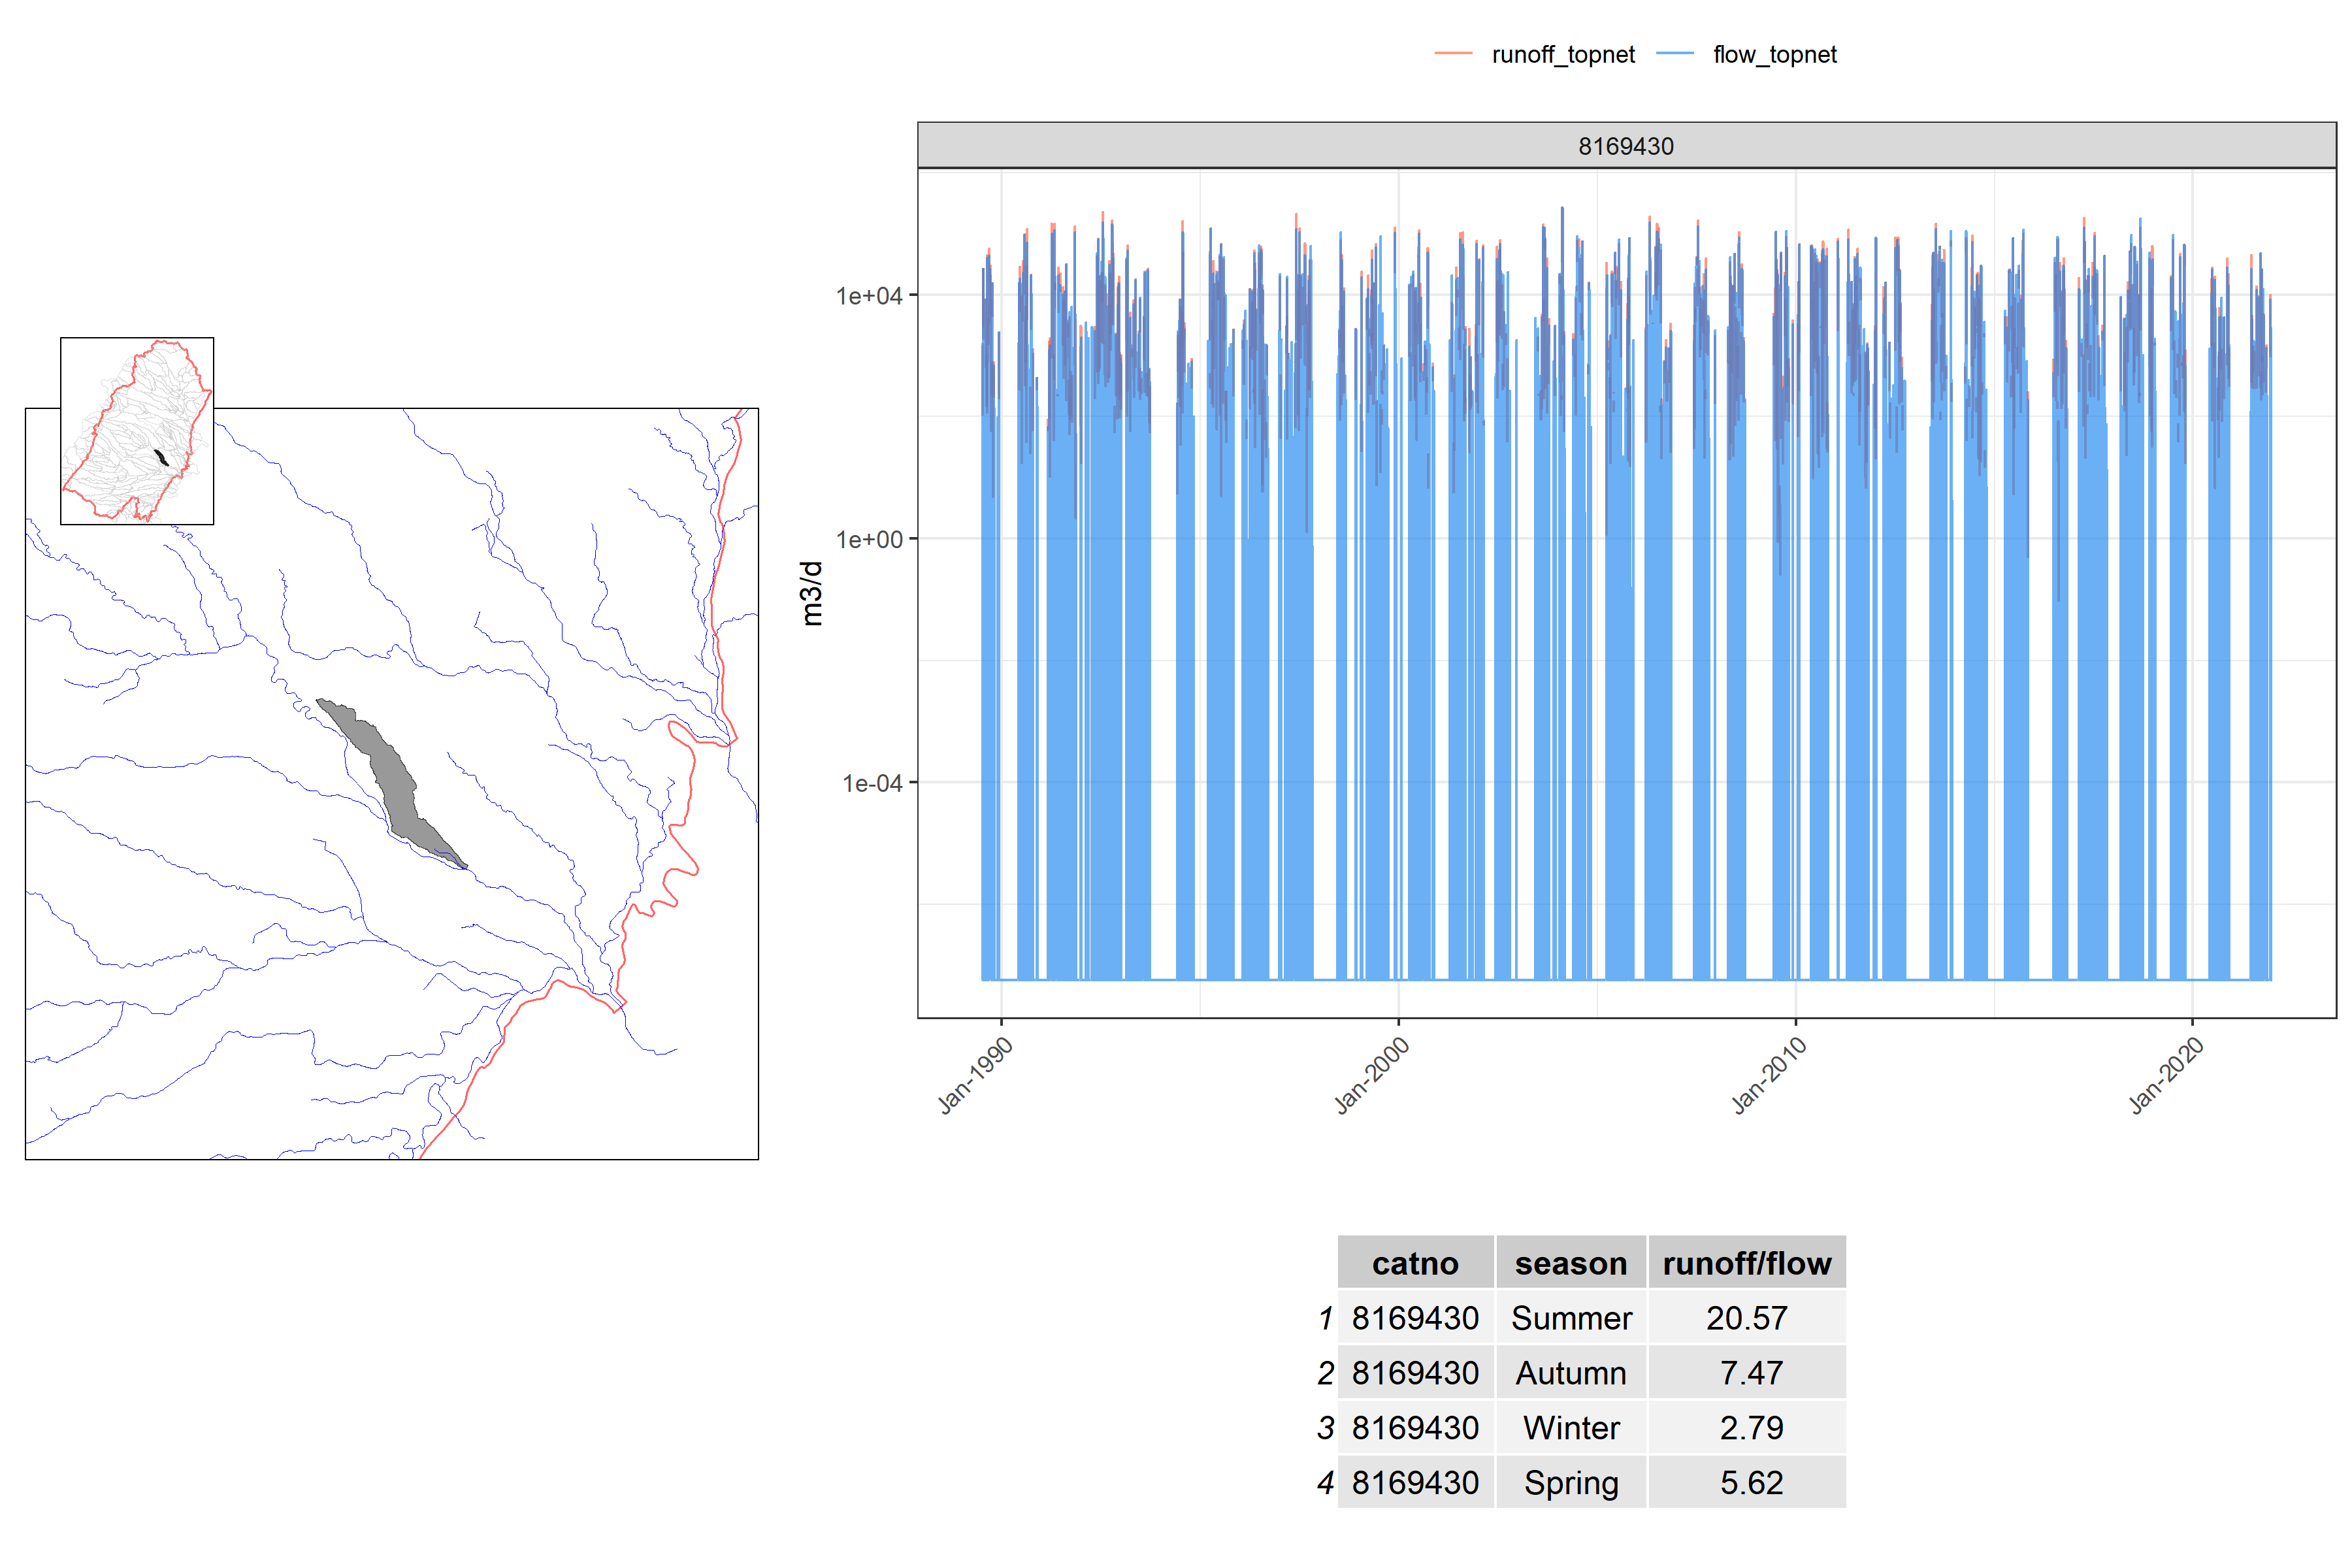 runoff_topnet flow_topnet
8169430
1e+04
1e+00
1e-04
m3/d
Jan-1990 Jan-2000 Jan-2010 Jan-2020
catno season runoff/flow
1 8169430 Summer 20.57
2 8169430 Autumn 7.47
3 8169430 Winter 2.79
4 8169430 Spring 5.62